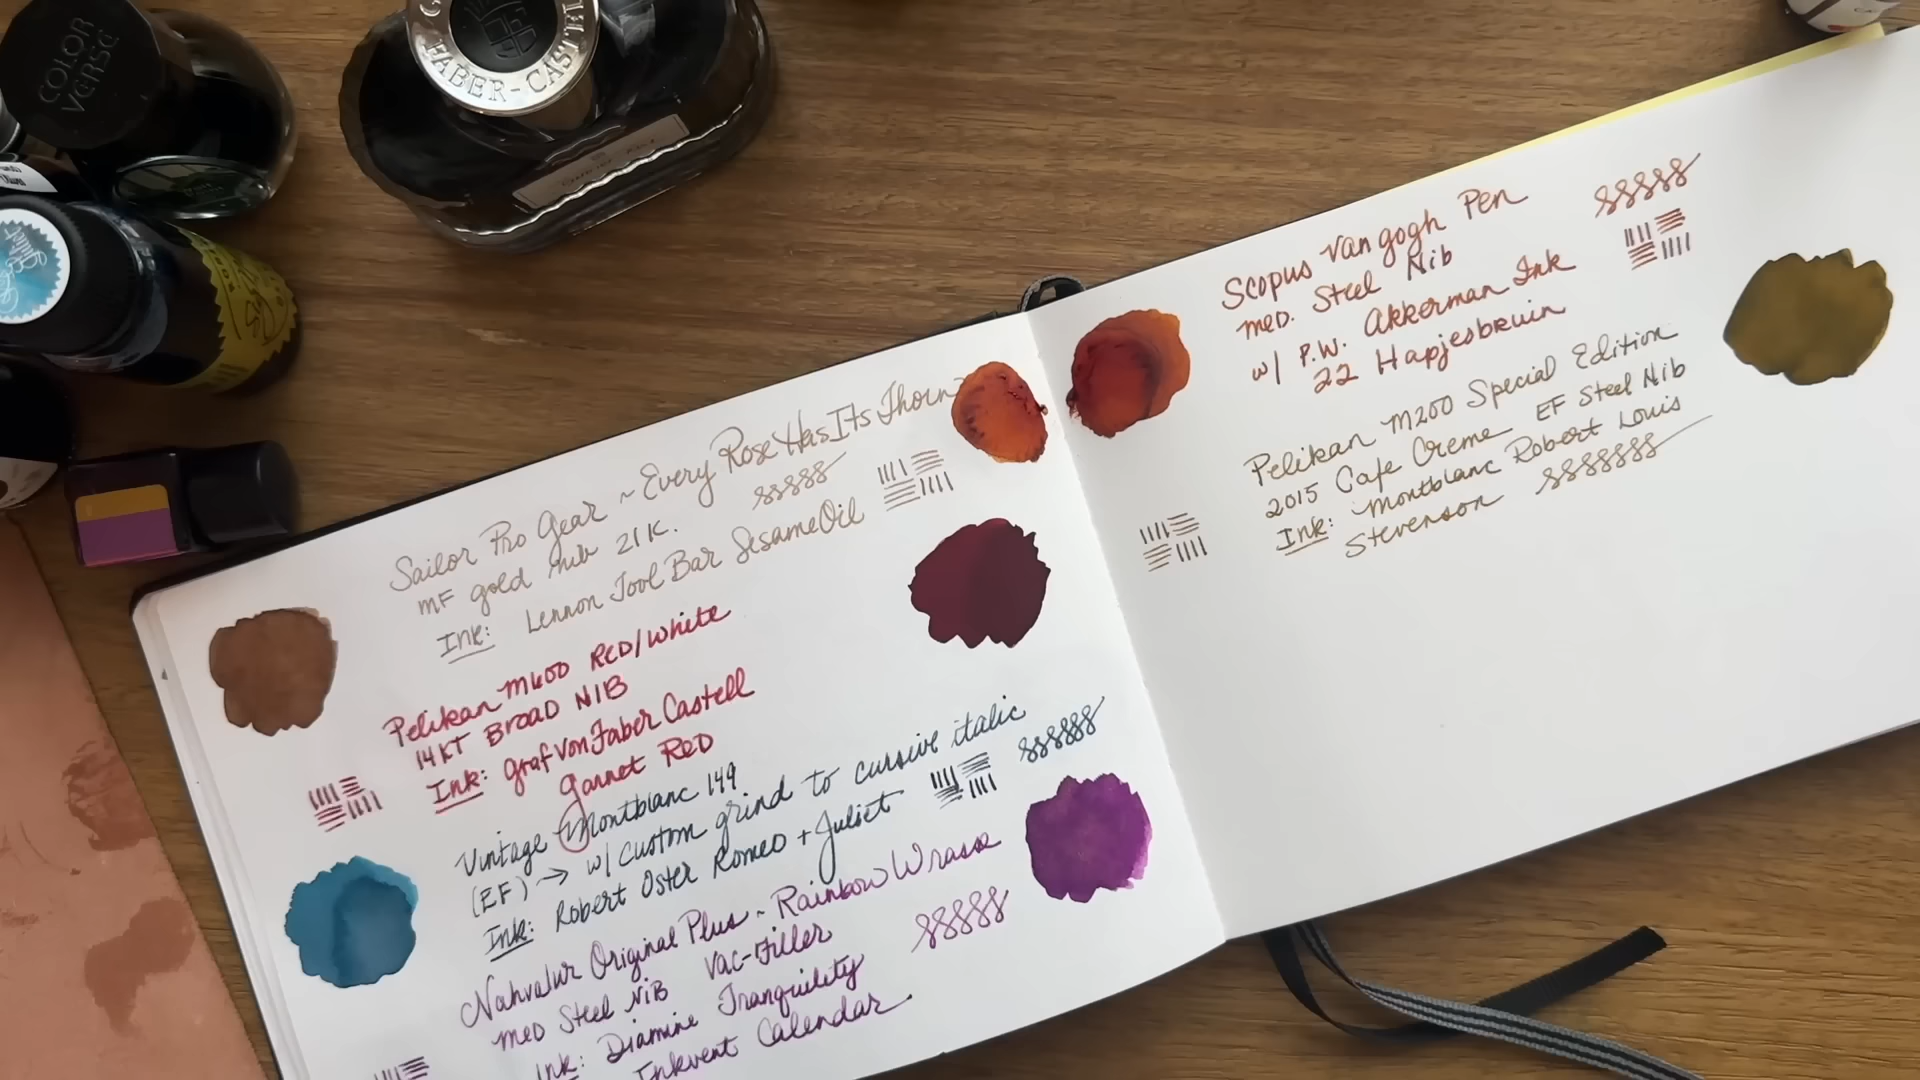 COLOR
VERSE
FABER-CASTELL
Sailor Pro Gear ~ Every Rose Has Its Thorn
MF gold nib 21K.
Ink: Lennon Tool Bar Sesame Oil
Pelikan M600 RED/White
14KT BROAD NIB
Ink: Graf von Faber Castell
Garnet RED
Vintage Montblanc 149
(EF) → w/ custom grind to cursive italic
Ink: Robert Oster Romeo + Juliet
Nahvalur Original Plus ~ Rainbow Wrasse
MED Steel NIB Vac-Filler
Ink: Diamine Tranquility
Inkvent Calendar
Scopus Van gogh Pen
MED. Steel Nib
w/ P.W. Akkerman Ink
22 Hapjesbruin
Pelikan M200 Special Edition
2015 Cafe Creme EF Steel Nib
Ink: Montblanc Robert Louis
Stevenson